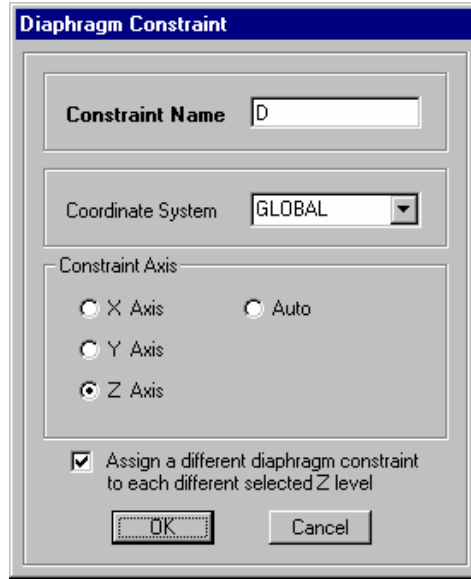 Diaphragm Constraint
Constraint Name D
Coordinate System GLOBAL
Constraint Axis
X Axis Auto
Y Axis
Z Axis
Assign a different diaphragm constraint
to each different selected Z level
OK Cancel